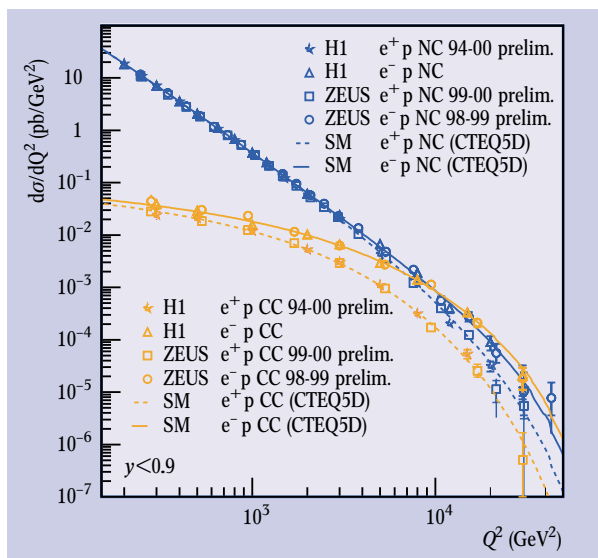 dσ/dQ² (pb/GeV²)
10
1
10⁻¹
10⁻²
10⁻³
10⁻⁴
10⁻⁵
10⁻⁶
10⁻⁷
H1 e⁺ p NC 94-00 prelim.
H1 e⁻ p NC
ZEUS e⁺ p NC 99-00 prelim.
ZEUS e⁻ p NC 98-99 prelim.
SM e⁺ p NC (CTEQ5D)
SM e⁻ p NC (CTEQ5D)
H1 e⁺ p CC 94-00 prelim.
H1 e⁻ p CC
ZEUS e⁺ p CC 99-00 prelim.
ZEUS e⁻ p CC 98-99 prelim.
SM e⁺ p CC (CTEQ5D)
SM e⁻ p CC (CTEQ5D)
y<0.9
10³ 10⁴
Q² (GeV²)